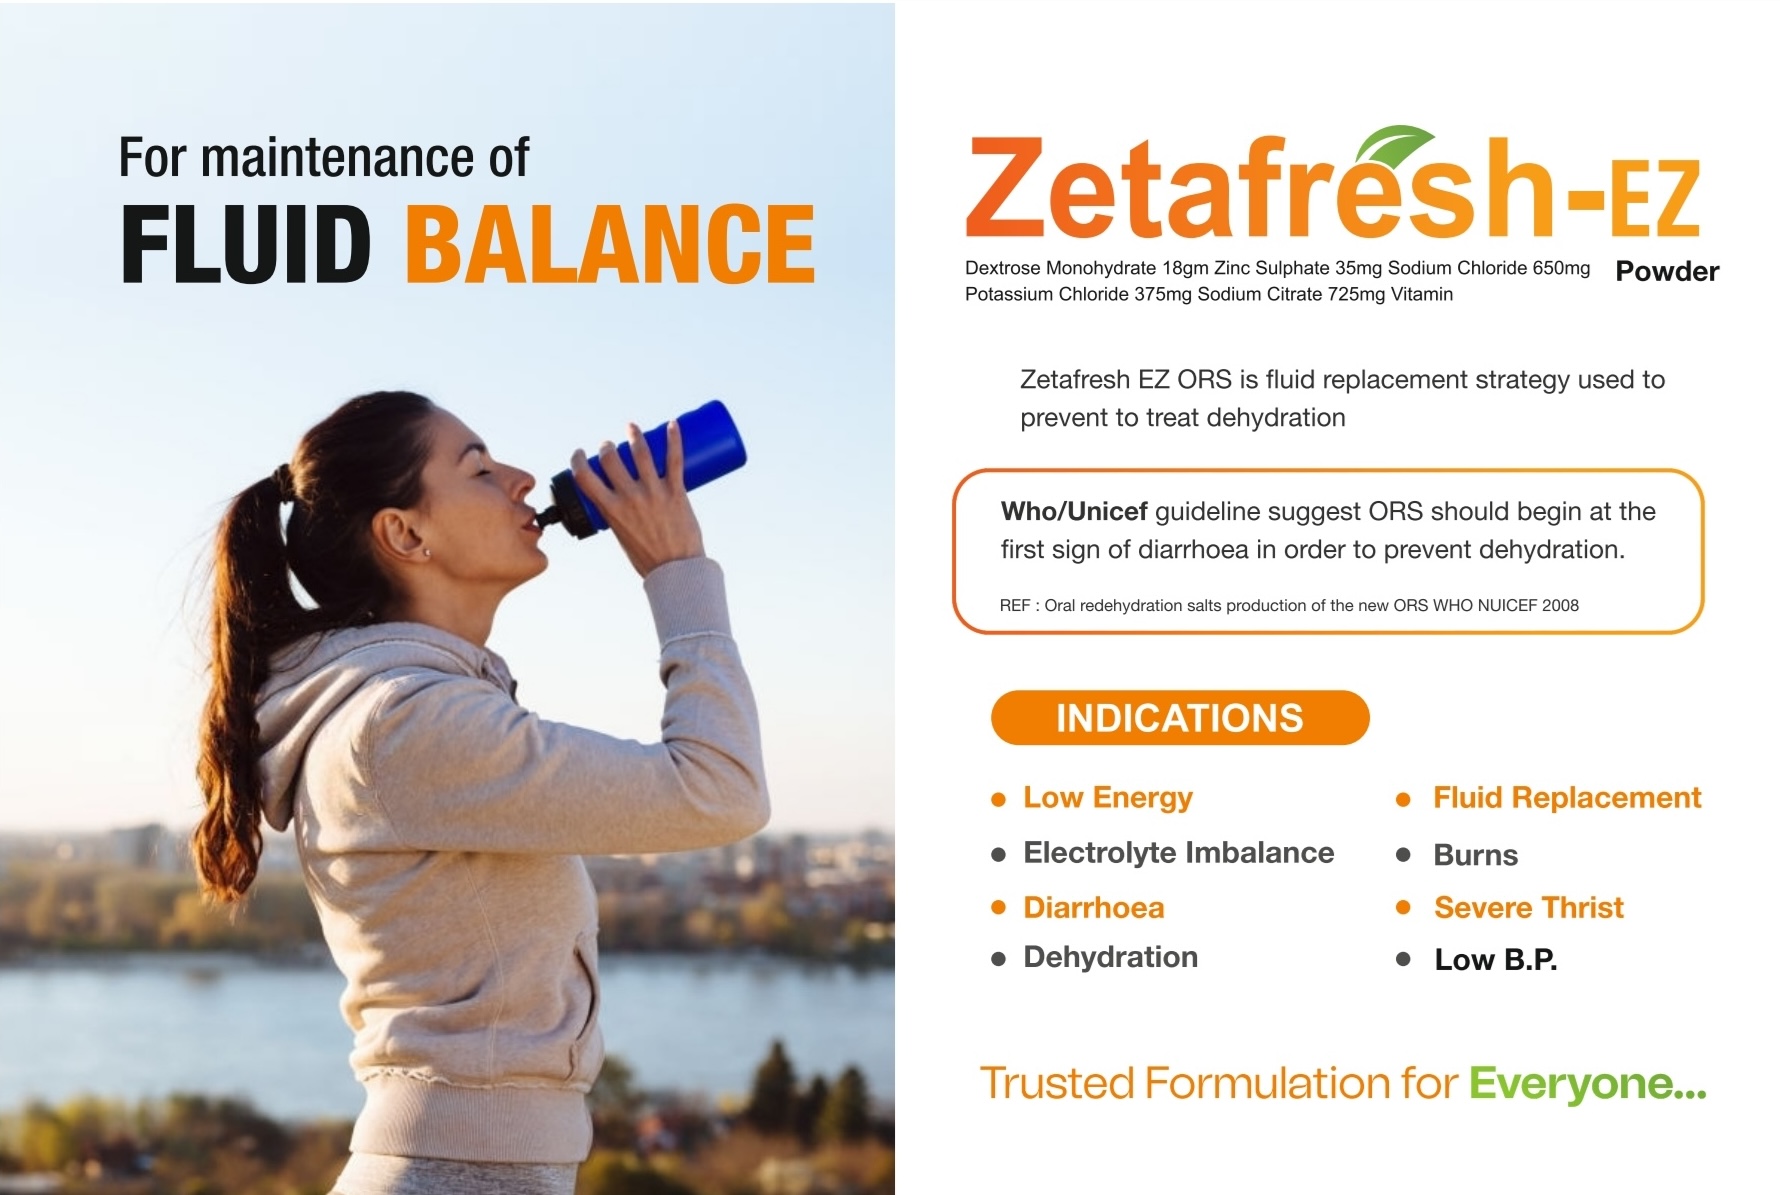 For maintenance of
FLUID BALANCE
Zetafresh-EZ
Dextrose Monohydrate 18gm Zinc Sulphate 35mg Sodium Chloride 650mg
Potassium Chloride 375mg Sodium Citrate 725mg Vitamin
Powder
Zetafresh EZ ORS is fluid replacement strategy used to
prevent to treat dehydration
Who/Unicef guideline suggest ORS should begin at the
first sign of diarrhoea in order to prevent dehydration.
REF : Oral redehydration salts production of the new ORS WHO NUICEF 2008
INDICATIONS
Low Energy
Electrolyte Imbalance
Diarrhoea
Dehydration
Fluid Replacement
Burns
Severe Thrist
Low B.P.
Trusted Formulation for Everyone...